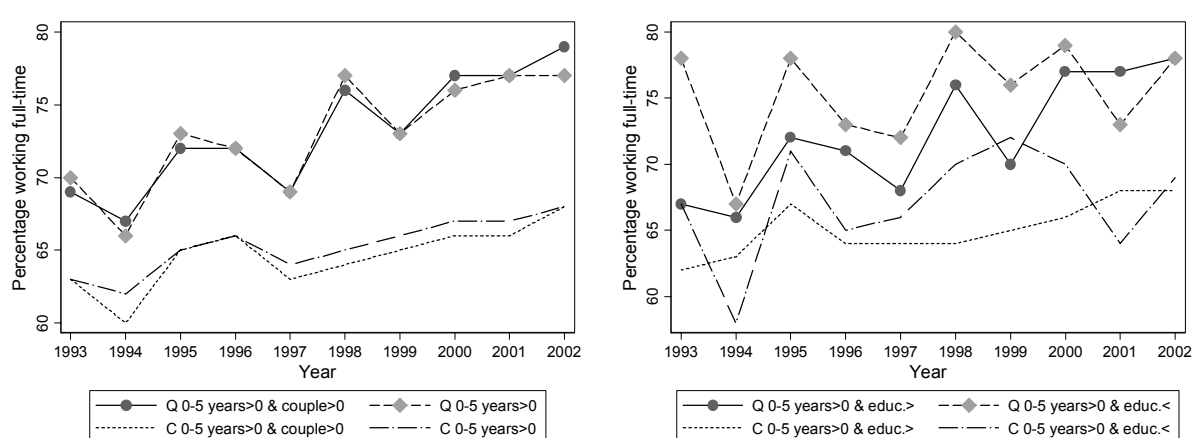 Percentage working full-time
80
75
70
65
60
1993 1994 1995 1996 1997 1998 1999 2000 2001 2002
Year
Q 0-5 years>0 & couple>0 Q 0-5 years>0
C 0-5 years>0 & couple>0 C 0-5 years>0
Percentage working full-time
80
75
70
65
60
1993 1994 1995 1996 1997 1998 1999 2000 2001 2002
Year
Q 0-5 years>0 & educ.> Q 0-5 years>0 & educ.<
C 0-5 years>0 & educ.> C 0-5 years>0 & educ.<